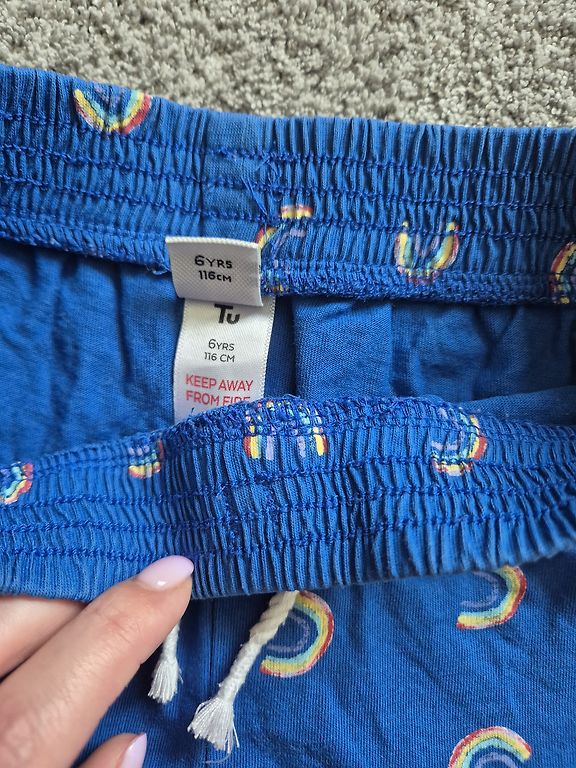 6YRS
116CM
Tu
6YRS
116 CM
KEEP AWAY
FROM FIRE